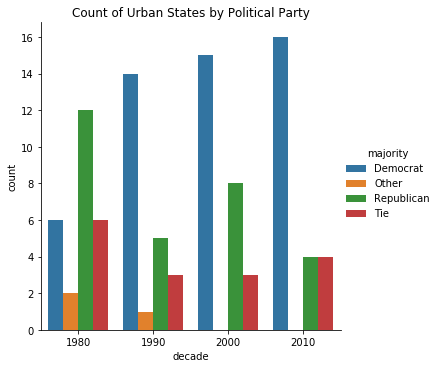 Count of Urban States by Political Party
16
14
12
10
8
6
4
2
0
count
1980
1990
2000
2010
decade
majority
Democrat
Other
Republican
Tie